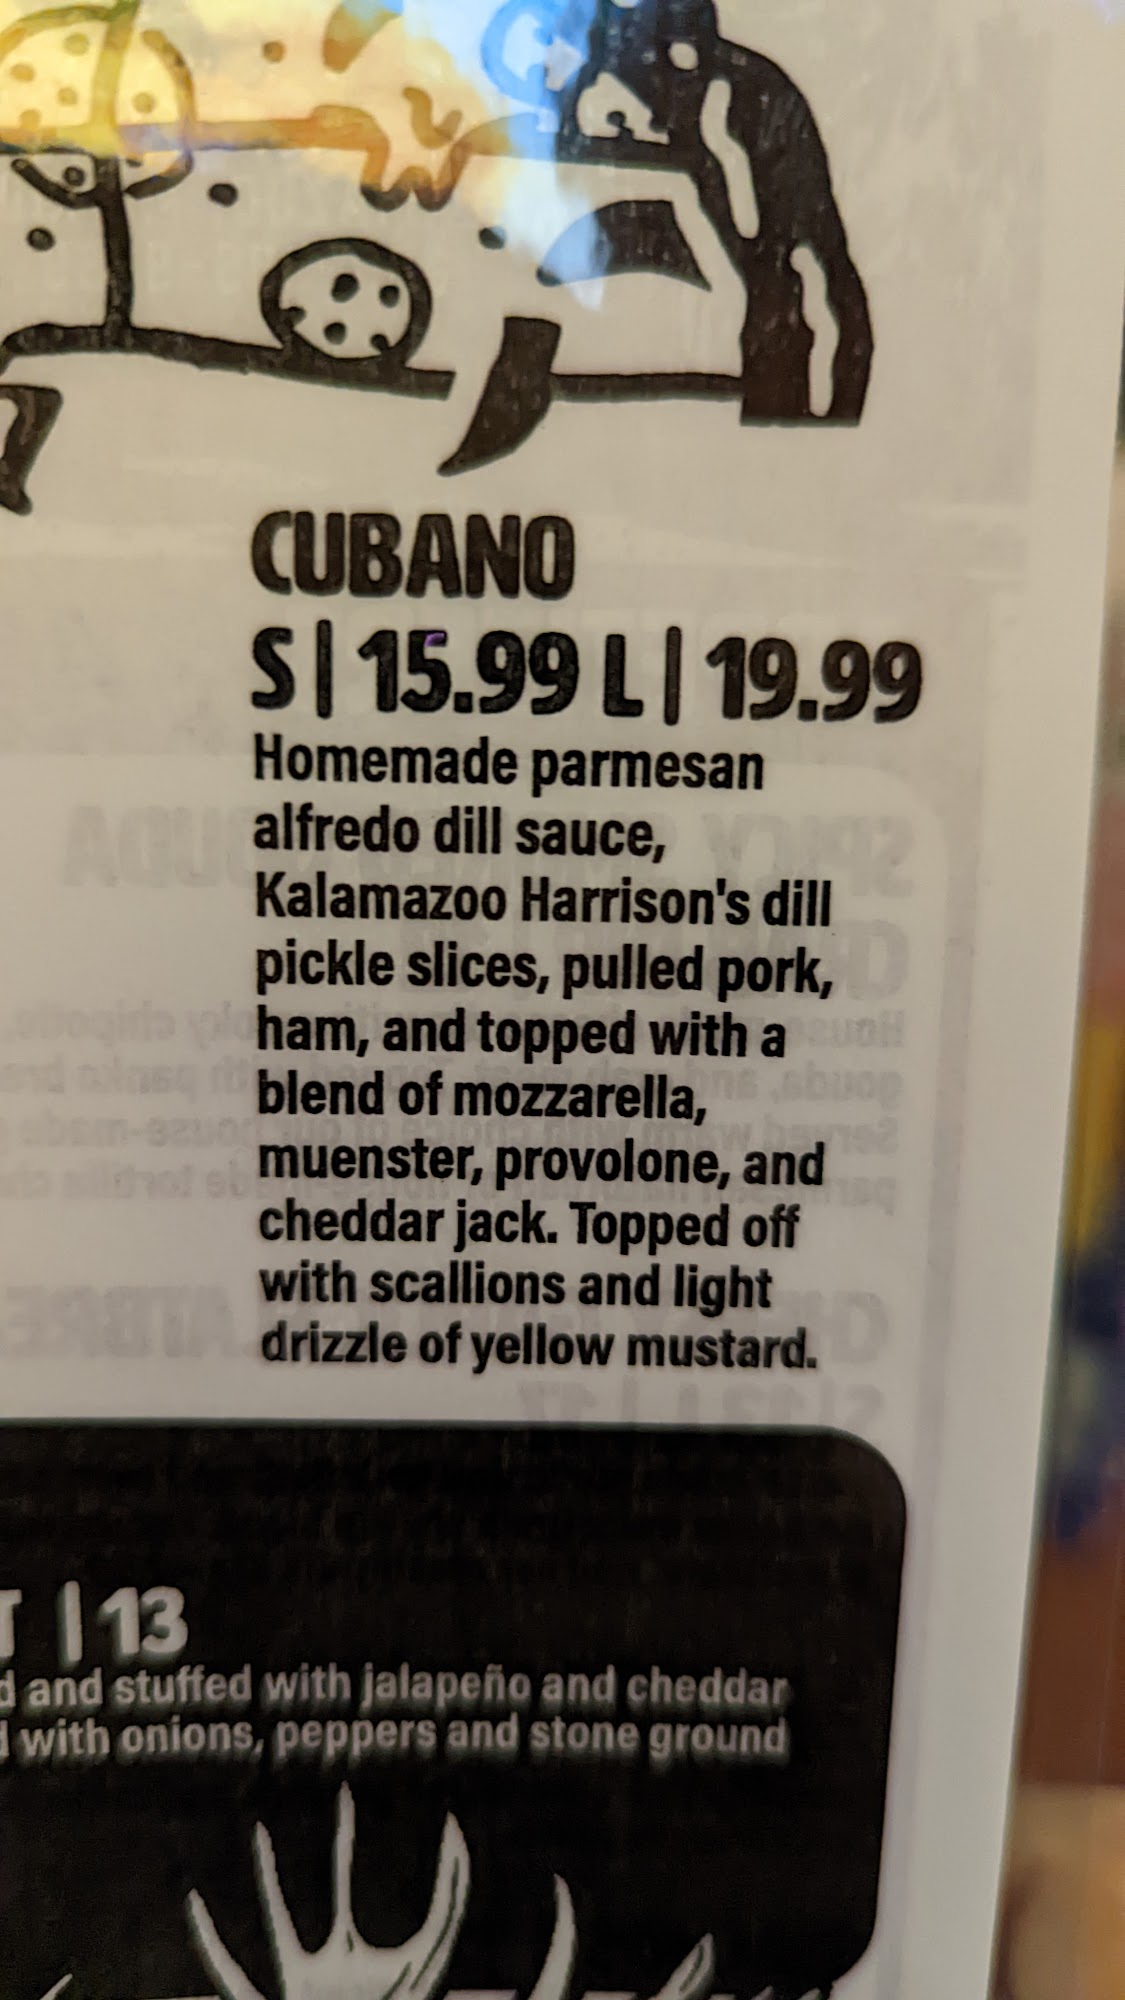 CUBANO
S | 15.99 L | 19.99
Homemade parmesan
alfredo dill sauce,
Kalamazoo Harrison's dill
pickle slices, pulled pork,
ham, and topped with a
blend of mozzarella,
muenster, provolone, and
cheddar jack. Topped off
with scallions and light
drizzle of yellow mustard.
| 13
and stuffed with jalapeño and cheddar
with onions, peppers and stone ground